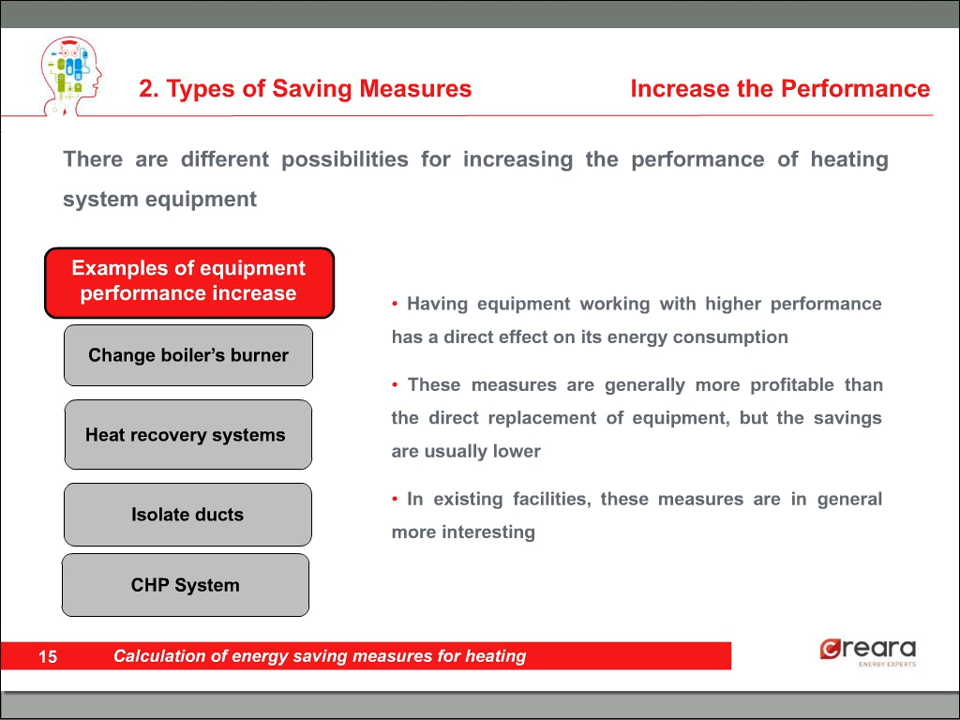 2. Types of Saving Measures
Increase the Performance
There are different possibilities for increasing the performance of heating
system equipment
Examples of equipment
performance increase
Change boiler’s burner
Heat recovery systems
Isolate ducts
CHP System
• Having equipment working with higher performance
has a direct effect on its energy consumption
• These measures are generally more profitable than
the direct replacement of equipment, but the savings
are usually lower
• In existing facilities, these measures are in general
more interesting
15
Calculation of energy saving measures for heating
creara
ENERGY EXPERTS